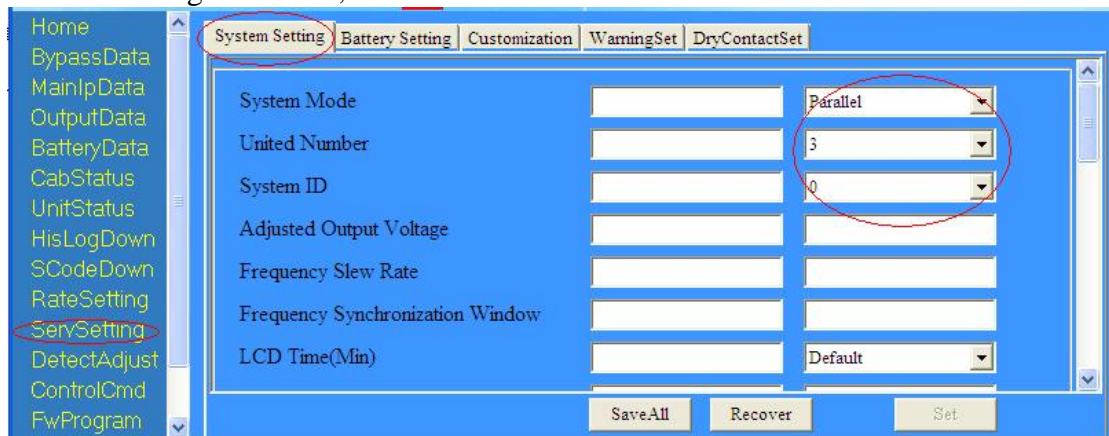 Home
BypassData
MainIpData
OutputData
BatteryData
CabStatus
UnitStatus
HisLogDown
SCodeDown
RateSetting
ServSetting
DetectAdjust
ControlCmd
FwProgram
System Setting Battery Setting Customization WarningSet DryContactSet
System Mode Parallel
United Number 3
System ID 0
Adjusted Output Voltage
Frequency Slew Rate
Frequency Synchronization Window
LCD Time(Min) Default
SaveAll Recover Set